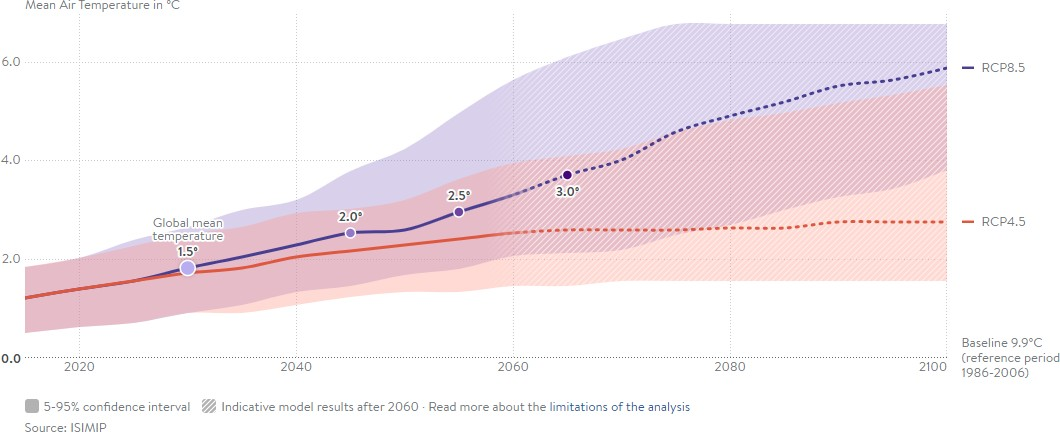 Mean Air Temperature in °C
6.0
RCP8.5
4.0
2.5°
3.0°
2.0°
Global mean
temperature
1.5°
RCP4.5
2.0
Baseline 9.9°C
(reference period
1986-2006)
0.0
2020 2040 2060 2080 2100
5-95% confidence interval Indicative model results after 2060 · Read more about the limitations of the analysis
Source: ISIMIP